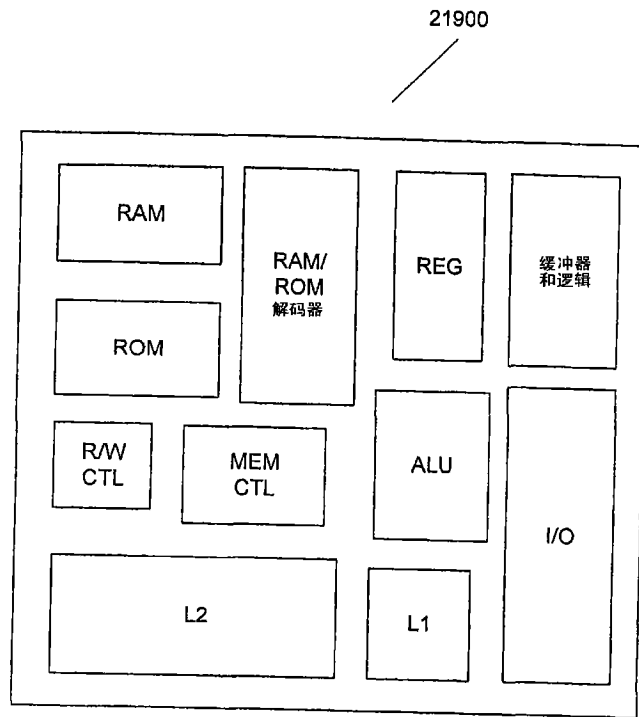 21900
RAM
RAM/
ROM
解码器
REG
缓冲器
和逻辑
ROM
R/W
CTL
MEM
CTL
ALU
I/O
L2
L1